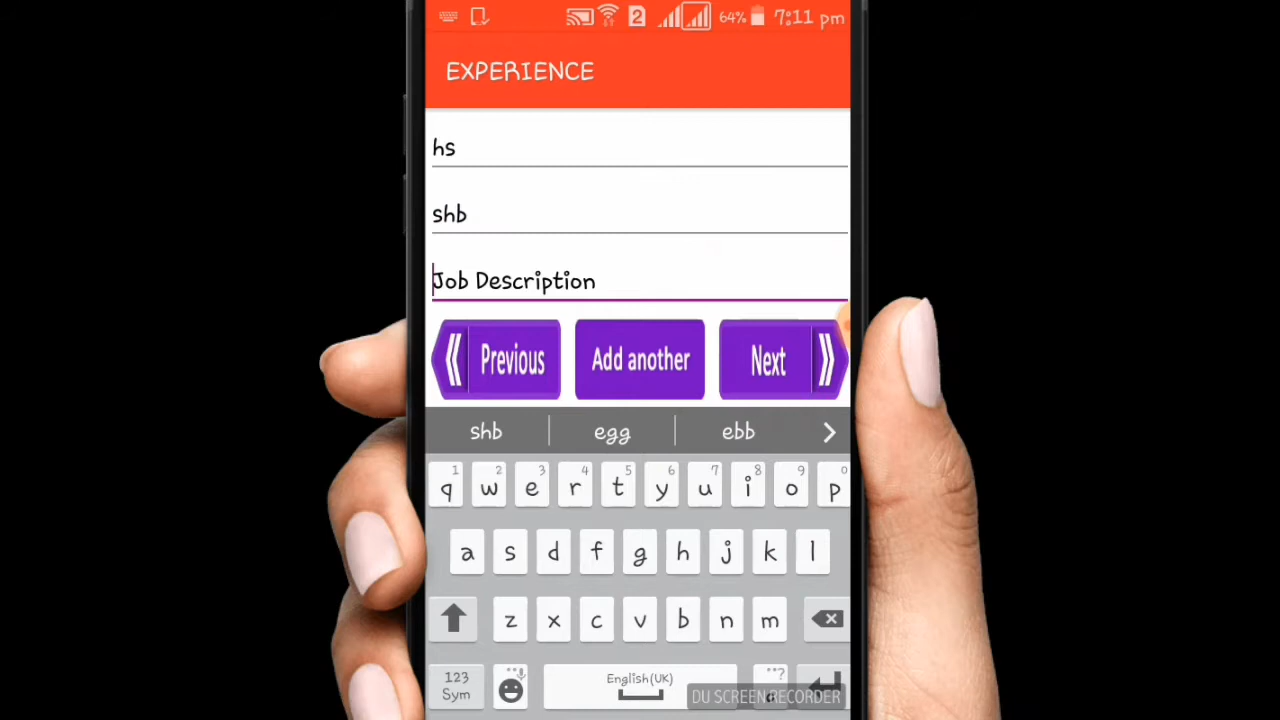 2 64% 7:11 pm
EXPERIENCE
hs
shb
Job Description
Previous Add another Next
shb egg ebb
1 2 3 4 5 6 7 8 9 0
q w e r t y u i o p
a s d f g h j k l
z x c v b n m
123 English(UK) ?
Sym
DU SCREEN RECORDER